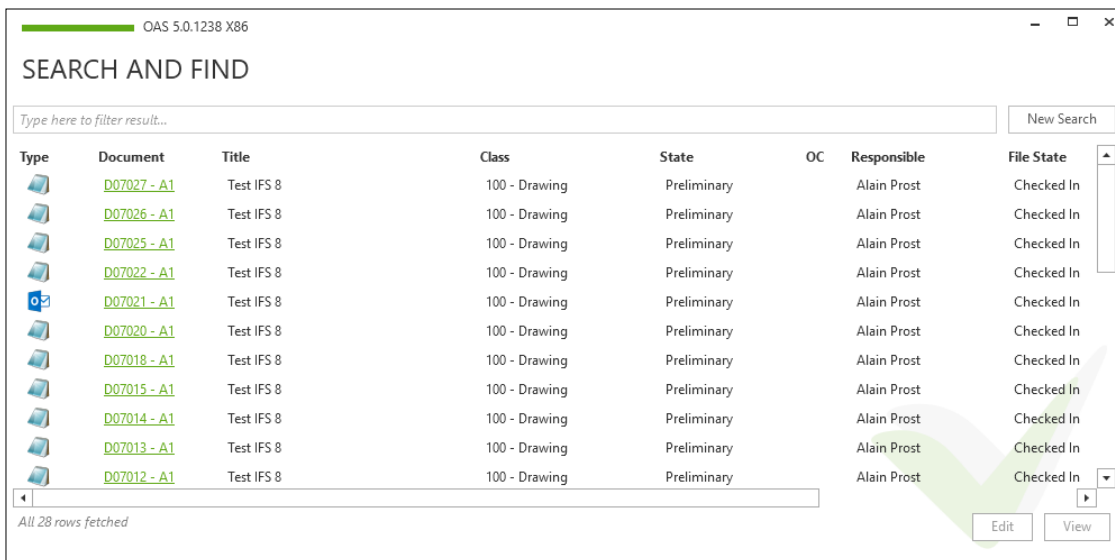 OAS 5.0.1238 X86
SEARCH AND FIND
Type here to filter result... New Search
Type Document Title Class State OC Responsible File State
D07027 - A1 Test IFS 8 100 - Drawing Preliminary Alain Prost Checked In
D07026 - A1 Test IFS 8 100 - Drawing Preliminary Alain Prost Checked In
D07025 - A1 Test IFS 8 100 - Drawing Preliminary Alain Prost Checked In
D07022 - A1 Test IFS 8 100 - Drawing Preliminary Alain Prost Checked In
D07021 - A1 Test IFS 8 100 - Drawing Preliminary Alain Prost Checked In
D07020 - A1 Test IFS 8 100 - Drawing Preliminary Alain Prost Checked In
D07018 - A1 Test IFS 8 100 - Drawing Preliminary Alain Prost Checked In
D07015 - A1 Test IFS 8 100 - Drawing Preliminary Alain Prost Checked In
D07014 - A1 Test IFS 8 100 - Drawing Preliminary Alain Prost Checked In
D07013 - A1 Test IFS 8 100 - Drawing Preliminary Alain Prost Checked In
D07012 - A1 Test IFS 8 100 - Drawing Preliminary Alain Prost Checked In
All 28 rows fetched Edit View